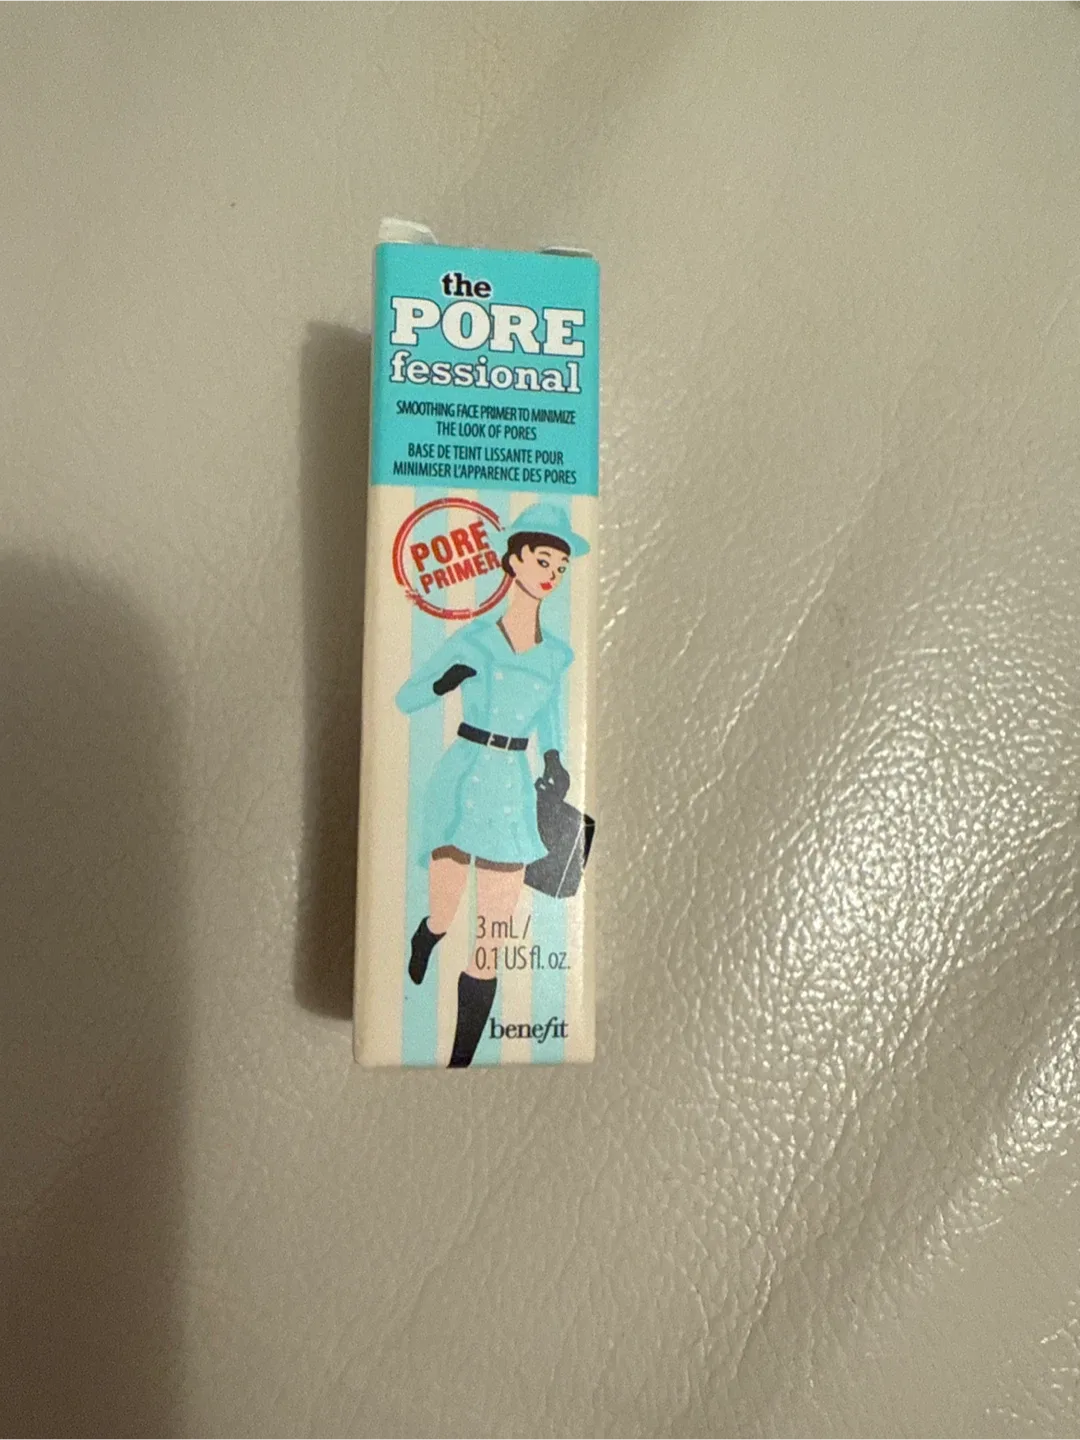 the
PORE
fessional
SMOOTHING FACE PRIMER TO MINIMIZE
THE LOOK OF PORES
BASE DE TEINT LISSANTE POUR
MINIMISER L'APPARENCE DES PORES
PORE
PRIMER
3 mL /
0.1 US fl. oz.
benefit